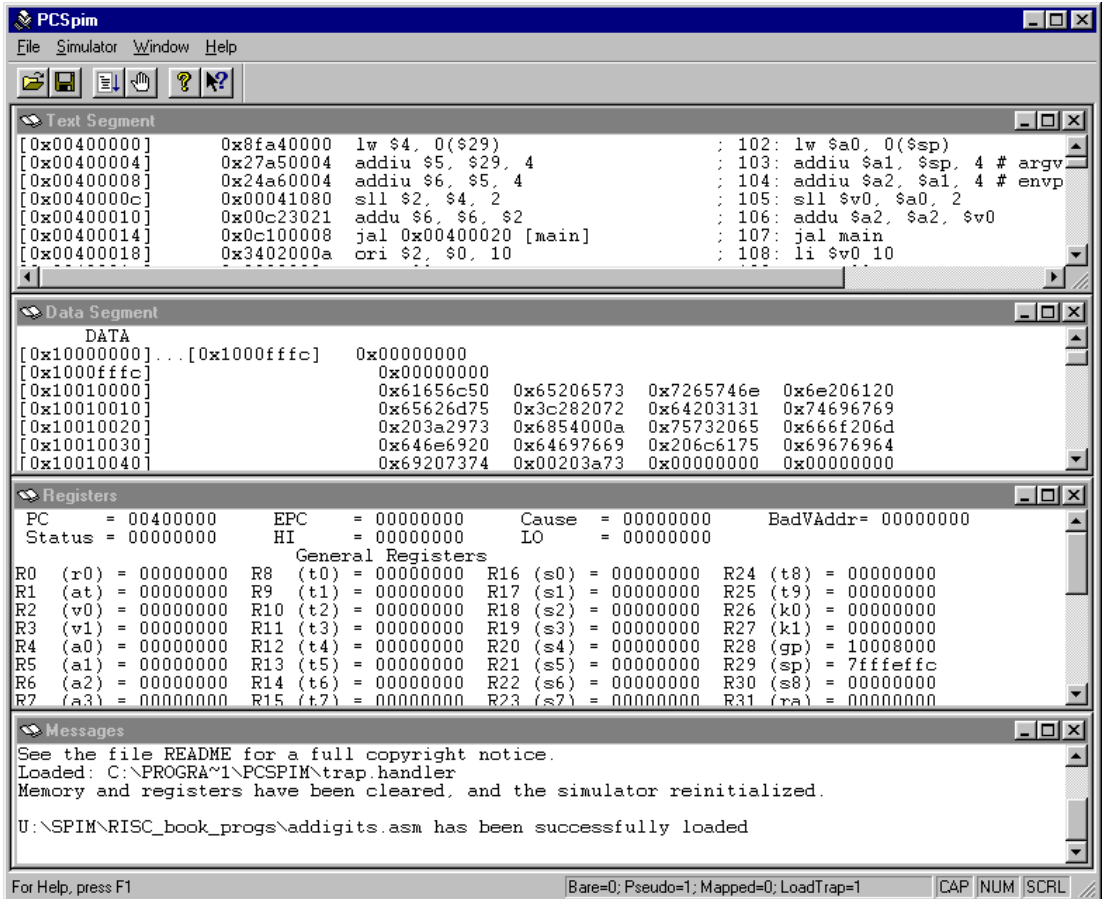 PCSpim
File Simulator Window Help
Text Segment
[0x00400000] 0x8fa40000 lw $4, 0($29) ; 102: lw $a0, 0($sp)
[0x00400004] 0x27a50004 addiu $5, $29, 4 ; 103: addiu $a1, $sp, 4 # argv
[0x00400008] 0x24a60004 addiu $6, $5, 4 ; 104: addiu $a2, $a1, 4 # envp
[0x0040000c] 0x00041080 sll $2, $4, 2 ; 105: sll $v0, $a0, 2
[0x00400010] 0x00c23021 addu $6, $6, $2 ; 106: addu $a2, $a2, $v0
[0x00400014] 0x0c100008 jal 0x00400020 [main] ; 107: jal main
[0x00400018] 0x3402000a ori $2, $0, 10 ; 108: li $v0 10
Data Segment
DATA
[0x10000000]...[0x1000fffc] 0x00000000
[0x1000fffc] 0x00000000
[0x10010000] 0x61656c50 0x65206573 0x7265746e 0x6e206120
[0x10010010] 0x65626d75 0x3c282072 0x64203131 0x74696769
[0x10010020] 0x203a2973 0x6854000a 0x75732065 0x666f206d
[0x10010030] 0x646e6920 0x64697669 0x206c6175 0x69676964
[0x10010040] 0x69207374 0x00203a73 0x00000000 0x00000000
Registers
PC = 00400000 EPC = 00000000 Cause = 00000000 BadVAddr= 00000000
Status = 00000000 HI = 00000000 LO = 00000000
General Registers
R0 (r0) = 00000000 R8 (t0) = 00000000 R16 (s0) = 00000000 R24 (t8) = 00000000
R1 (at) = 00000000 R9 (t1) = 00000000 R17 (s1) = 00000000 R25 (t9) = 00000000
R2 (v0) = 00000000 R10 (t2) = 00000000 R18 (s2) = 00000000 R26 (k0) = 00000000
R3 (v1) = 00000000 R11 (t3) = 00000000 R19 (s3) = 00000000 R27 (k1) = 00000000
R4 (a0) = 00000000 R12 (t4) = 00000000 R20 (s4) = 00000000 R28 (gp) = 10008000
R5 (a1) = 00000000 R13 (t5) = 00000000 R21 (s5) = 00000000 R29 (sp) = 7fffeffc
R6 (a2) = 00000000 R14 (t6) = 00000000 R22 (s6) = 00000000 R30 (s8) = 00000000
R7 (a3) = 00000000 R15 (t7) = 00000000 R23 (s7) = 00000000 R31 (ra) = 00000000
Messages
See the file README for a full copyright notice.
Loaded: C:\PROGRA~1\PCSPIM\trap.handler
Memory and registers have been cleared, and the simulator reinitialized.
U:\SPIM\RISC_book_progs\addigits.asm has been successfully loaded
For Help, press F1 Bare=0; Pseudo=1; Mapped=0; LoadTrap=1 CAP NUM SCRL